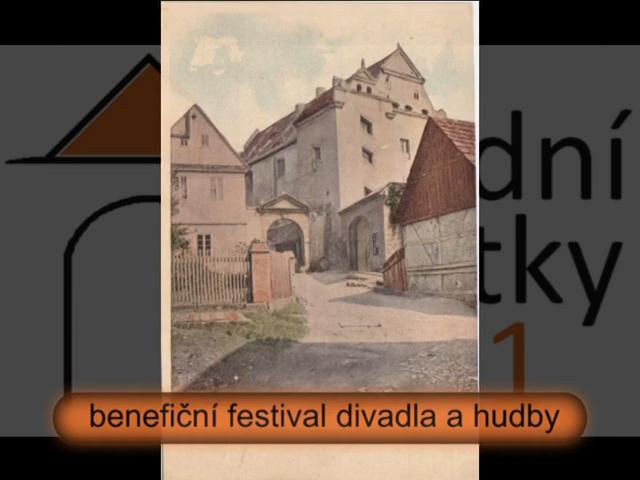 dní
tky
1
benefiční festival divadla a hudby